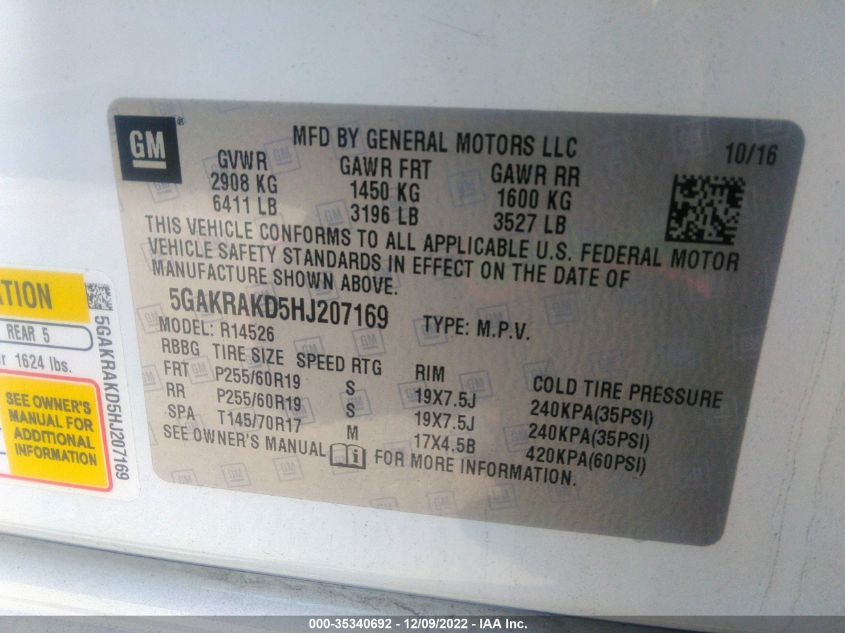 GM
®
MFD BY GENERAL MOTORS LLC
10/16
GVWR GAWR FRT GAWR RR
2908 KG 1450 KG 1600 KG
6411 LB 3196 LB 3527 LB
THIS VEHICLE CONFORMS TO ALL APPLICABLE U.S. FEDERAL MOTOR
VEHICLE SAFETY STANDARDS IN EFFECT ON THE DATE OF
MANUFACTURE SHOWN ABOVE.
5GAKRAKD5HJ207169 TYPE: M.P.V.
MODEL: R14526
RBBG TIRE SIZE SPEED RTG RIM COLD TIRE PRESSURE
FRT P255/60R19 S 19X7.5J 240KPA(35PSI)
RR P255/60R19 S 19X7.5J 240KPA(35PSI)
SPA T145/70R17 M 17X4.5B 420KPA(60PSI)
SEE OWNER'S MANUAL i FOR MORE INFORMATION.
REAR 5
1624 lbs.
SEE OWNER'S
MANUAL FOR
ADDITIONAL
INFORMATION
5GAKRAKD5HJ207169
000-35340692 - 12/09/2022 - IAA Inc.